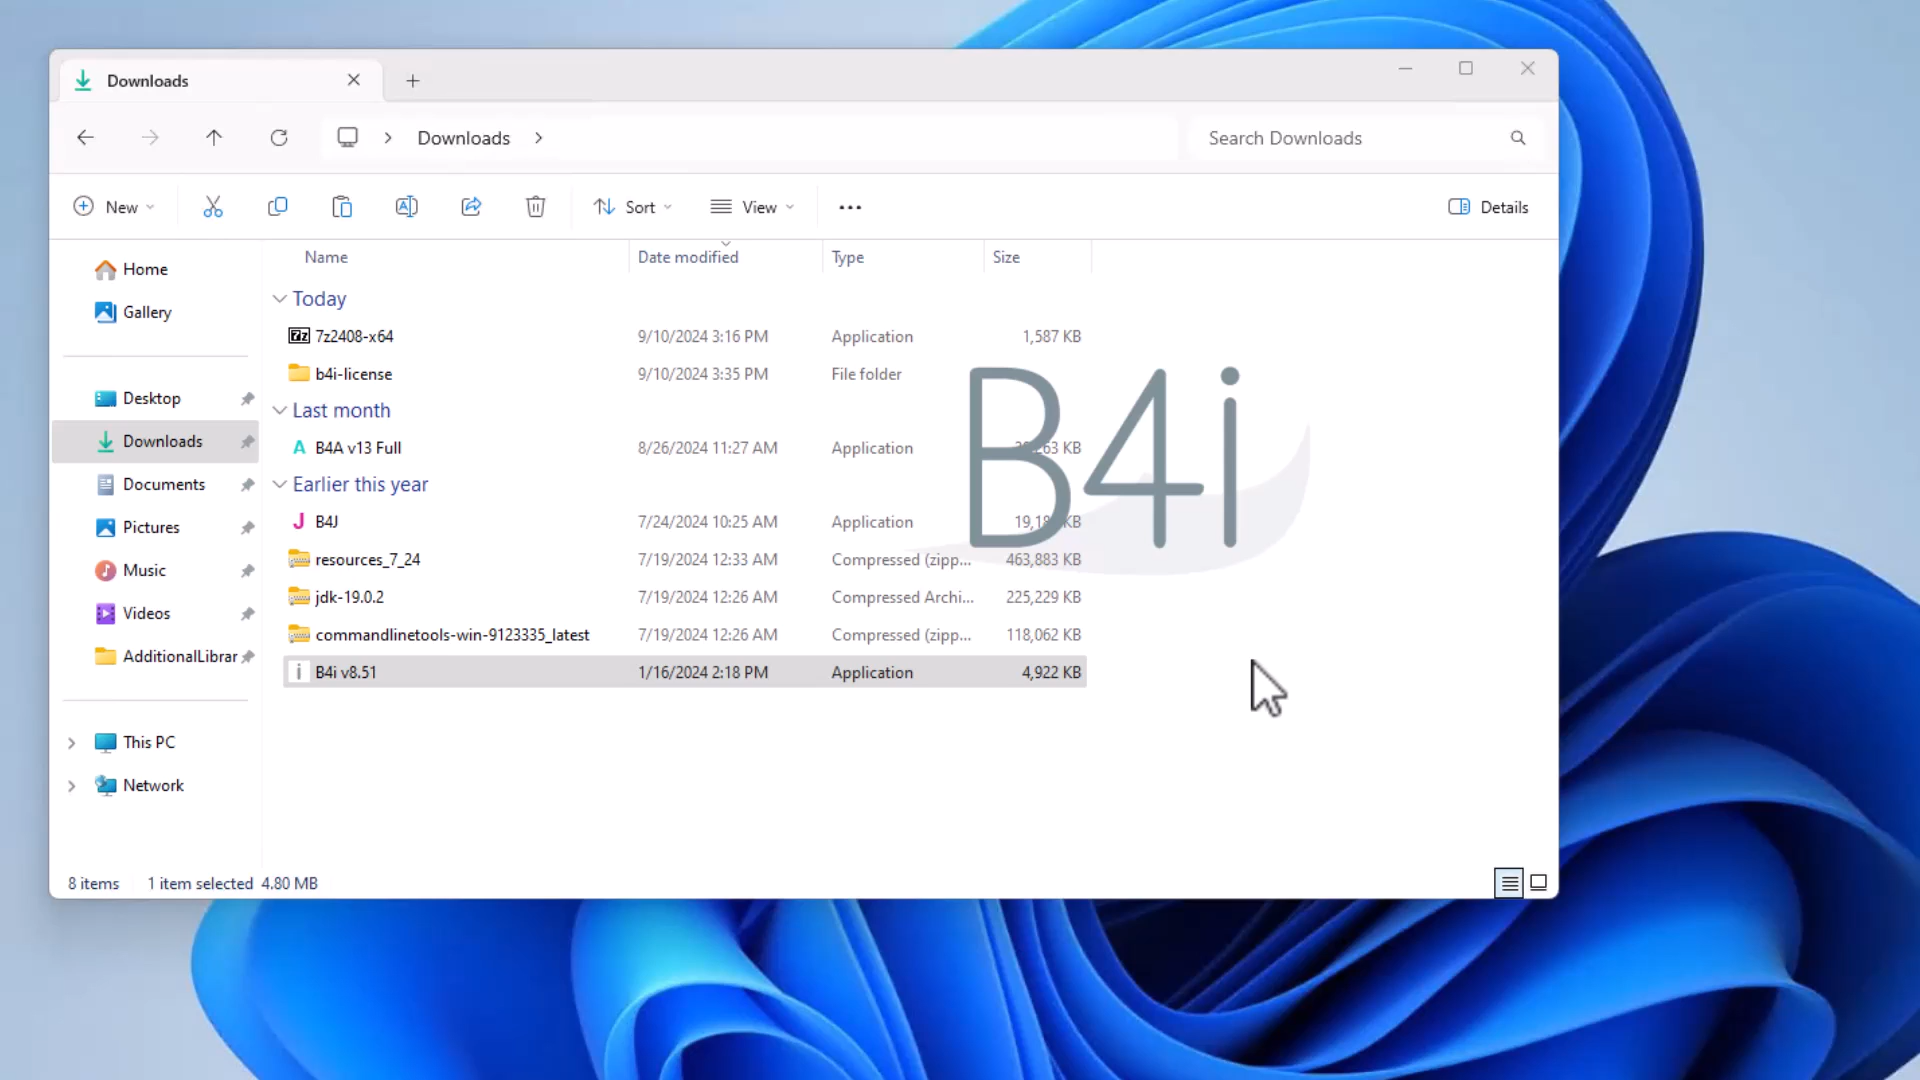 Downloads
Downloads
Search Downloads
New
Sort
View
Details
Name
Date modified
Type
Size
Home
Gallery
Desktop
Downloads
Documents
Pictures
Music
Videos
AdditionalLibrar
This PC
Network
Today
7z2408-x64 9/10/2024 3:16 PM Application 1,587 KB
b4i-license 9/10/2024 3:35 PM File folder
Last month
B4A v13 Full 8/26/2024 11:27 AM Application KB
Earlier this year
B4J 7/24/2024 10:25 AM Application KB
resources_7_24 7/19/2024 12:33 AM Compressed (zipp... 463,883 KB
jdk-19.0.2 7/19/2024 12:26 AM Compressed Archi... 225,229 KB
commandlinetools-win-9123335_latest 7/19/2024 12:26 AM Compressed (zipp... 118,062 KB
B4i v8.51 1/16/2024 2:18 PM Application 4,922 KB
B4i
8 items 1 item selected 4.80 MB